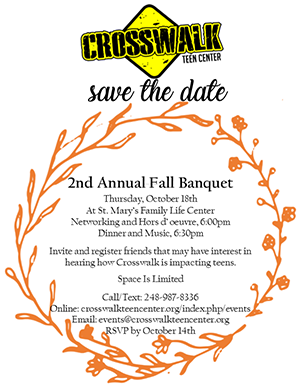 CROSSWALK
TEEN CENTER
save the date
2nd Annual Fall Banquet
Thursday, October 18th
At St. Mary's Family Life Center
Networking and Hors d' oeuvre, 6:00pm
Dinner and Music, 6:30pm
Invite and register friends that may have interest in
hearing how Crosswalk is impacting teens.
Space Is Limited
Call/Text: 248-987-8336
Online: crosswalkteencenter.org/index.php/events
Email: events@crosswalkteencenter.org
RSVP by October 14th